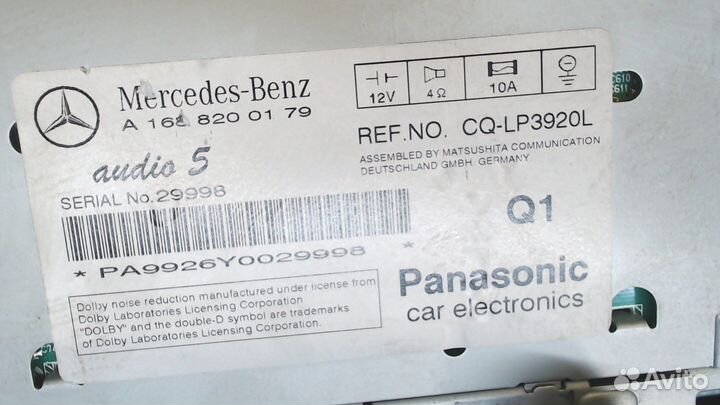 Mercedes-Benz
A 168 820 01 79
audio 5
SERIAL No.29998
* PA9926Y0029998 *
Dolby noise reduction manufactured under license from
Dolby Laboratories Licensing Corporation
"DOLBY" and the double-D symbol are trademarks
of Dolby Laboratories Licensing Corporation
12V 4Ω 10A
REF.NO. CQ-LP3920L
ASSEMBLED BY MATSUSHITA COMMUNICATION
DEUTSCHLAND GMBH. GERMANY
Q1
Panasonic
car electronics
C610
C611
Avito